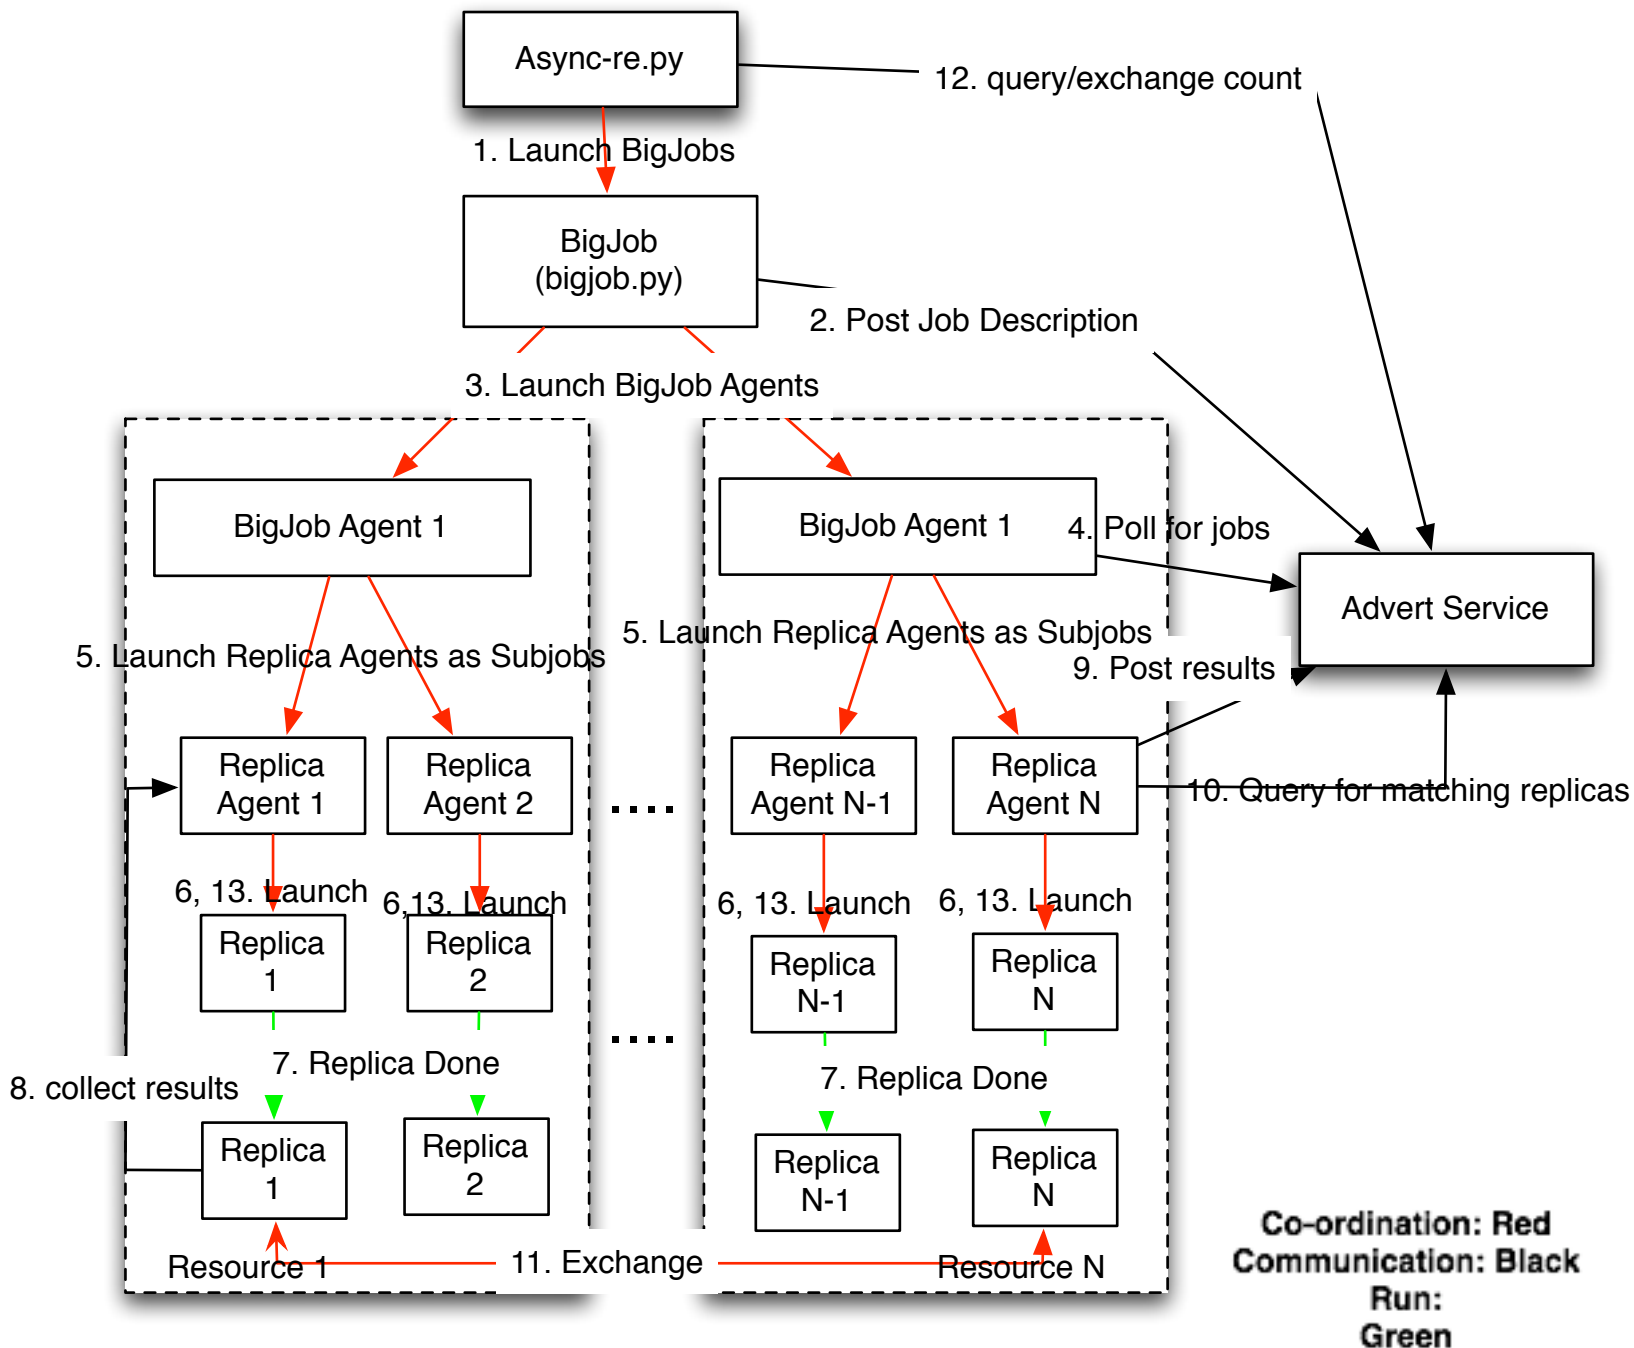 Async-re.py
12. query/exchange count
1. Launch BigJobs
BigJob
(bigjob.py)
2. Post Job Description
3. Launch BigJob Agents
BigJob Agent 1
BigJob Agent 1
4. Poll for jobs
Advert Service
5. Launch Replica Agents as Subjobs
5. Launch Replica Agents as Subjobs
9. Post results
Replica
Agent 1
Replica
Agent 2
Replica
Agent N-1
Replica
Agent N
10. Query for matching replicas
6, 13. Launch
6,13. Launch
6, 13. Launch
6, 13. Launch
Replica
1
Replica
2
Replica
N-1
Replica
N
7. Replica Done
7. Replica Done
8. collect results
Replica
1
Replica
2
Replica
N-1
Replica
N
Resource 1
11. Exchange
Resource N
Co-ordination: Red
Communication: Black
Run:
Green